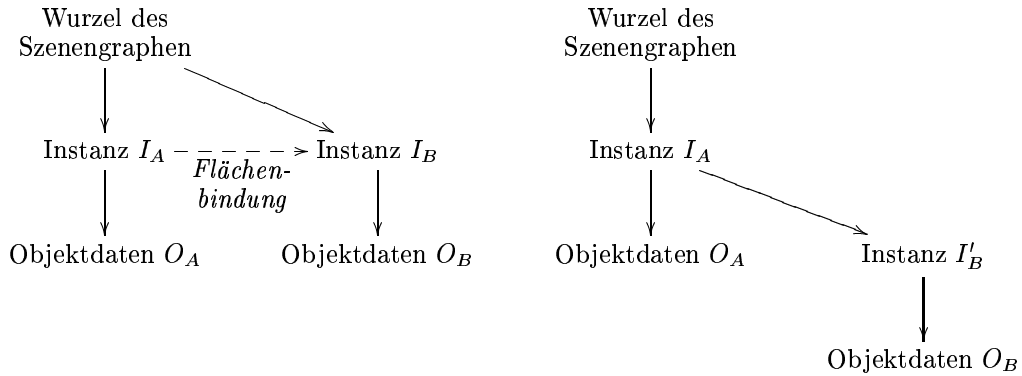 Wurzel des
Szenengraphen
Instanz I_A
Flächen-
bindung
Instanz I_B
Objektdaten O_A
Objektdaten O_B
Wurzel des
Szenengraphen
Instanz I_A
Objektdaten O_A
Instanz I'_B
Objektdaten O_B